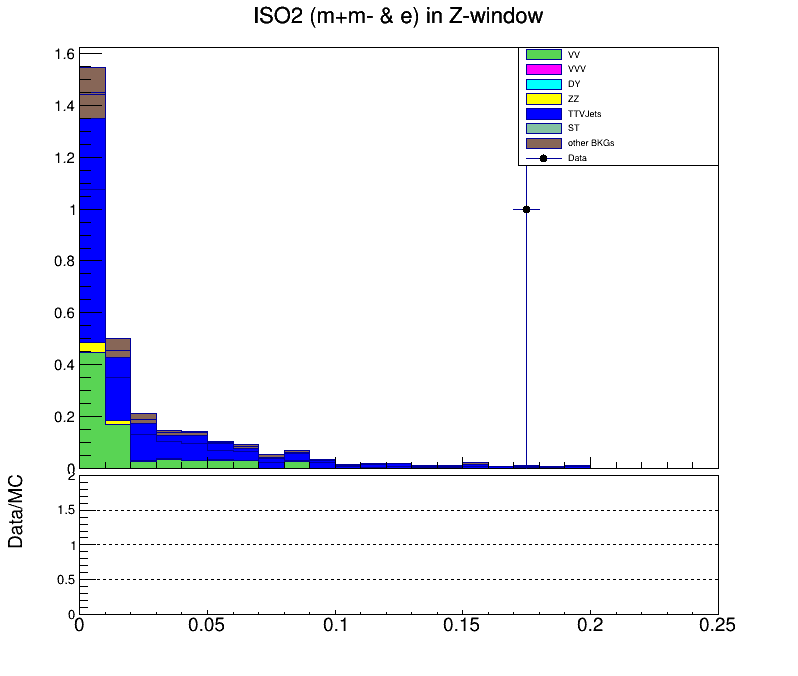 ISO2 (m+m- & e) in Z-window
1.6
1.4
1.2
1
0.8
0.6
0.4
0.2
0
VV
VVV
DY
ZZ
TTVJets
ST
other BKGs
Data
Data/MC
2
1.5
1
0.5
0
0 0.05 0.1 0.15 0.2 0.25